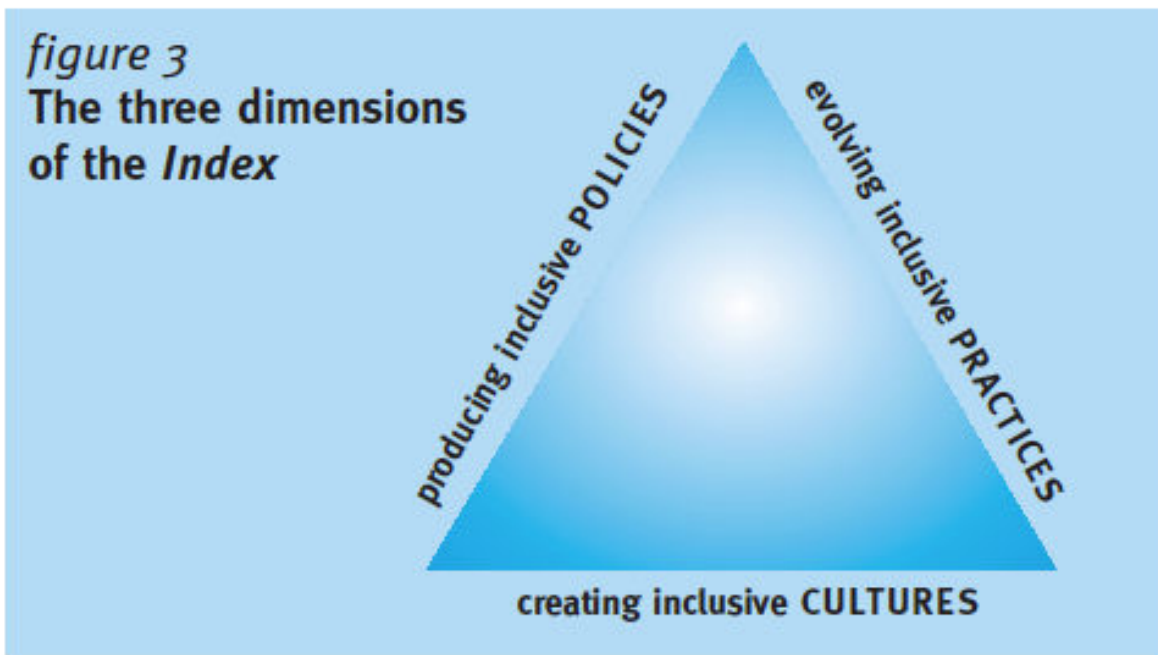 figure 3
The three dimensions
of the Index
producing inclusive POLICIES
evolving inclusive PRACTICES
creating inclusive CULTURES